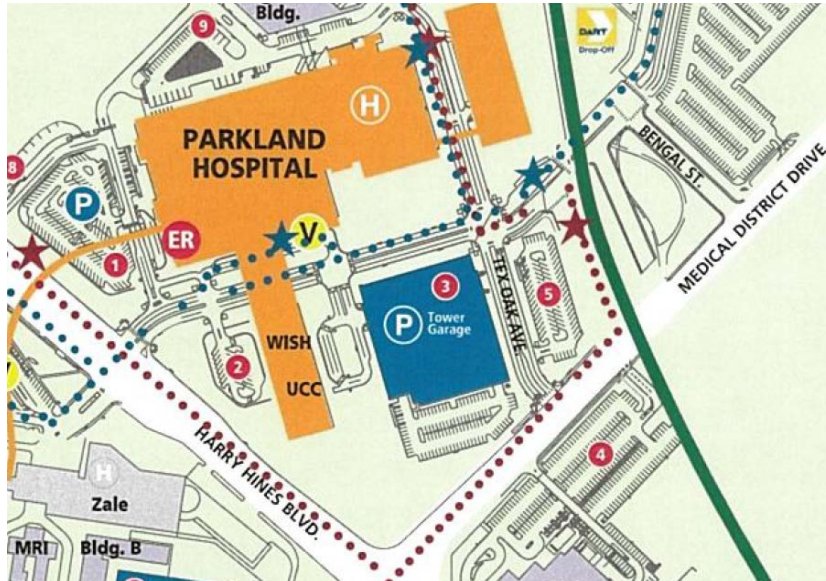 Bldg.
9
DART
Drop-Off
H
PARKLAND
HOSPITAL
8
P
BENGAL ST.
ER
V
1
MEDICAL DISTRICT DRIVE
3
5
TEX OAK AVE.
P
Tower
Garage
WISH
2
UCC
HARRY HINES BLVD.
4
H
Zale
MRI
Bldg. B